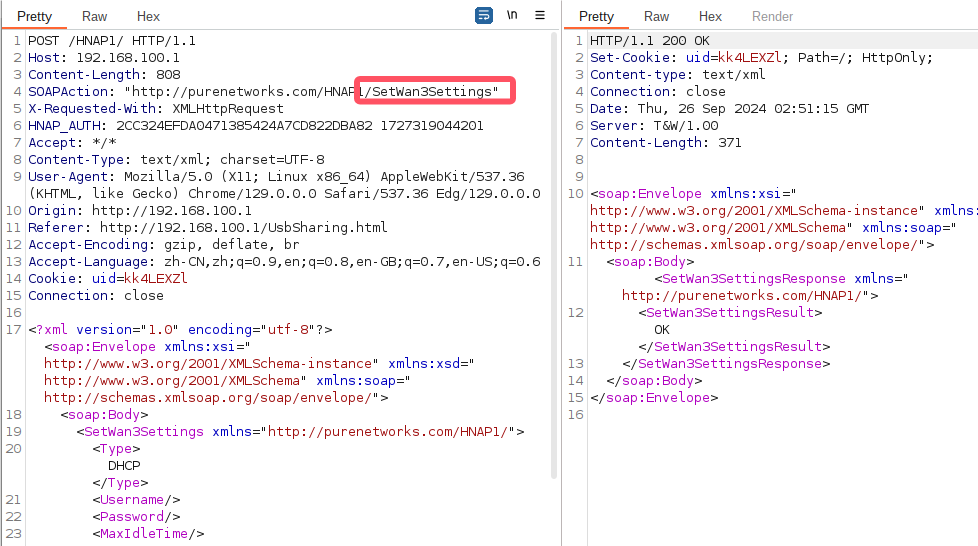 Pretty Raw Hex \n
1 POST /HNAP1/ HTTP/1.1
2 Host: 192.168.100.1
3 Content-Length: 808
4 SOAPAction: "http://purenetworks.com/HNAP1/SetWan3Settings"
5 X-Requested-With: XMLHttpRequest
6 HNAP_AUTH: 2CC324EFDA0471385424A7CD822DBA82 1727319044201
7 Accept: */*
8 Content-Type: text/xml; charset=UTF-8
9 User-Agent: Mozilla/5.0 (X11; Linux x86_64) AppleWebKit/537.36
(KHTML, like Gecko) Chrome/129.0.0.0 Safari/537.36 Edg/129.0.0.0
10 Origin: http://192.168.100.1
11 Referer: http://192.168.100.1/UsbSharing.html
12 Accept-Encoding: gzip, deflate, br
13 Accept-Language: zh-CN,zh;q=0.9,en;q=0.8,en-GB;q=0.7,en-US;q=0.6
14 Cookie: uid=kk4LEXZl
15 Connection: close
16
17 <?xml version="1.0" encoding="utf-8"?>
<soap:Envelope xmlns:xsi="
http://www.w3.org/2001/XMLSchema-instance" xmlns:xsd="
http://www.w3.org/2001/XMLSchema" xmlns:soap="
http://schemas.xmlsoap.org/soap/envelope/">
18 <soap:Body>
19 <SetWan3Settings xmlns="http://purenetworks.com/HNAP1/">
20 <Type>
DHCP
</Type>
21 <Username/>
22 <Password/>
23 <MaxIdleTime/>
Pretty Raw Hex Render
1 HTTP/1.1 200 OK
2 Set-Cookie: uid=kk4LEXZl; Path=/; HttpOnly;
3 Content-type: text/xml
4 Connection: close
5 Date: Thu, 26 Sep 2024 02:51:15 GMT
6 Server: T&W/1.00
7 Content-Length: 371
8
9
10 <soap:Envelope xmlns:xsi="
http://www.w3.org/2001/XMLSchema-instance" xmlns:
http://www.w3.org/2001/XMLSchema" xmlns:soap="
http://schemas.xmlsoap.org/soap/envelope/">
11 <soap:Body>
<SetWan3SettingsResponse xmlns="
http://purenetworks.com/HNAP1/">
12 <SetWan3SettingsResult>
OK
</SetWan3SettingsResult>
13 </SetWan3SettingsResponse>
14 </soap:Body>
15 </soap:Envelope>
16